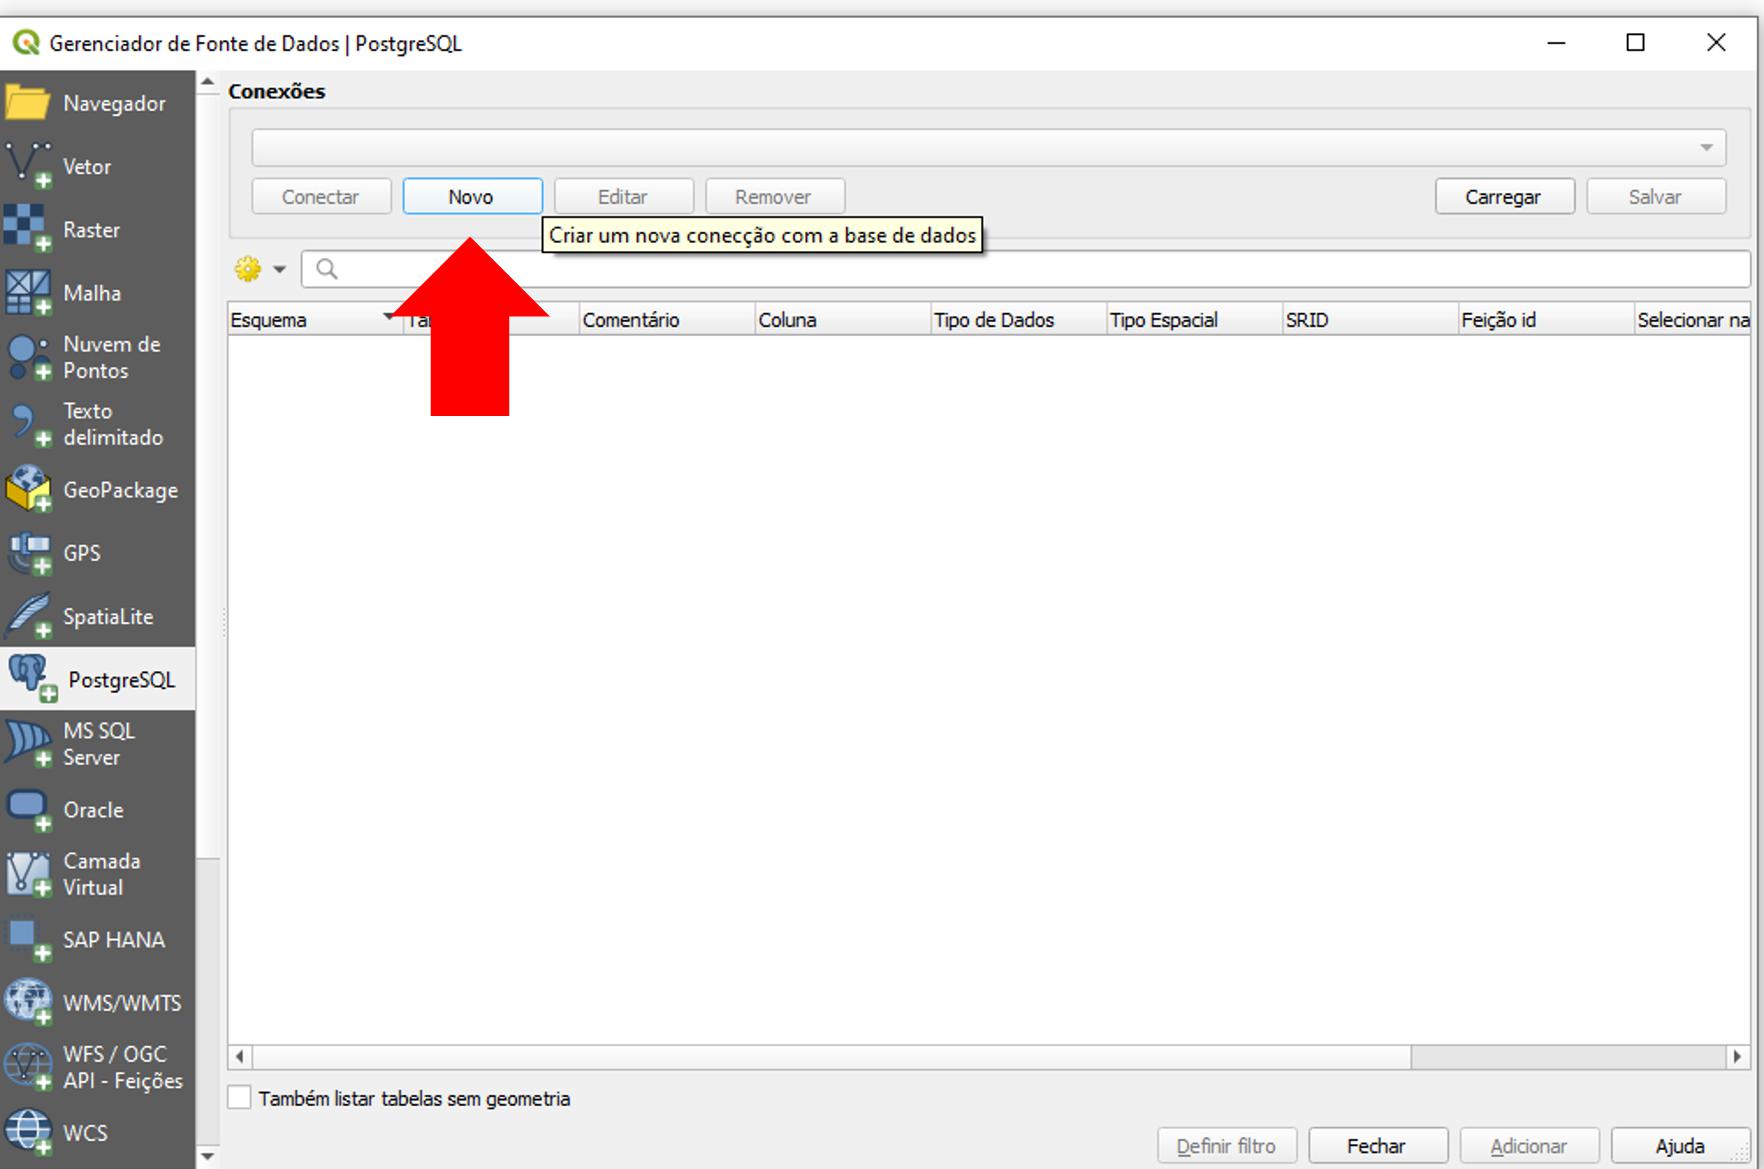 Gerenciador de Fonte de Dados | PostgreSQL
Navegador
Vetor
Raster
Malha
Nuvem de
Pontos
Texto
delimitado
GeoPackage
GPS
SpatiaLite
PostgreSQL
MS SQL
Server
Oracle
Camada
Virtual
SAP HANA
WMS/WMTS
WFS / OGC
API - Feições
WCS
Conexões
Conectar Novo Editar Remover Carregar Salvar
Criar um nova conecção com a base de dados
Esquema Comentário Coluna Tipo de Dados Tipo Espacial SRID Feição id Selecionar na
Também listar tabelas sem geometria
Definir filtro Fechar Adicionar Ajuda